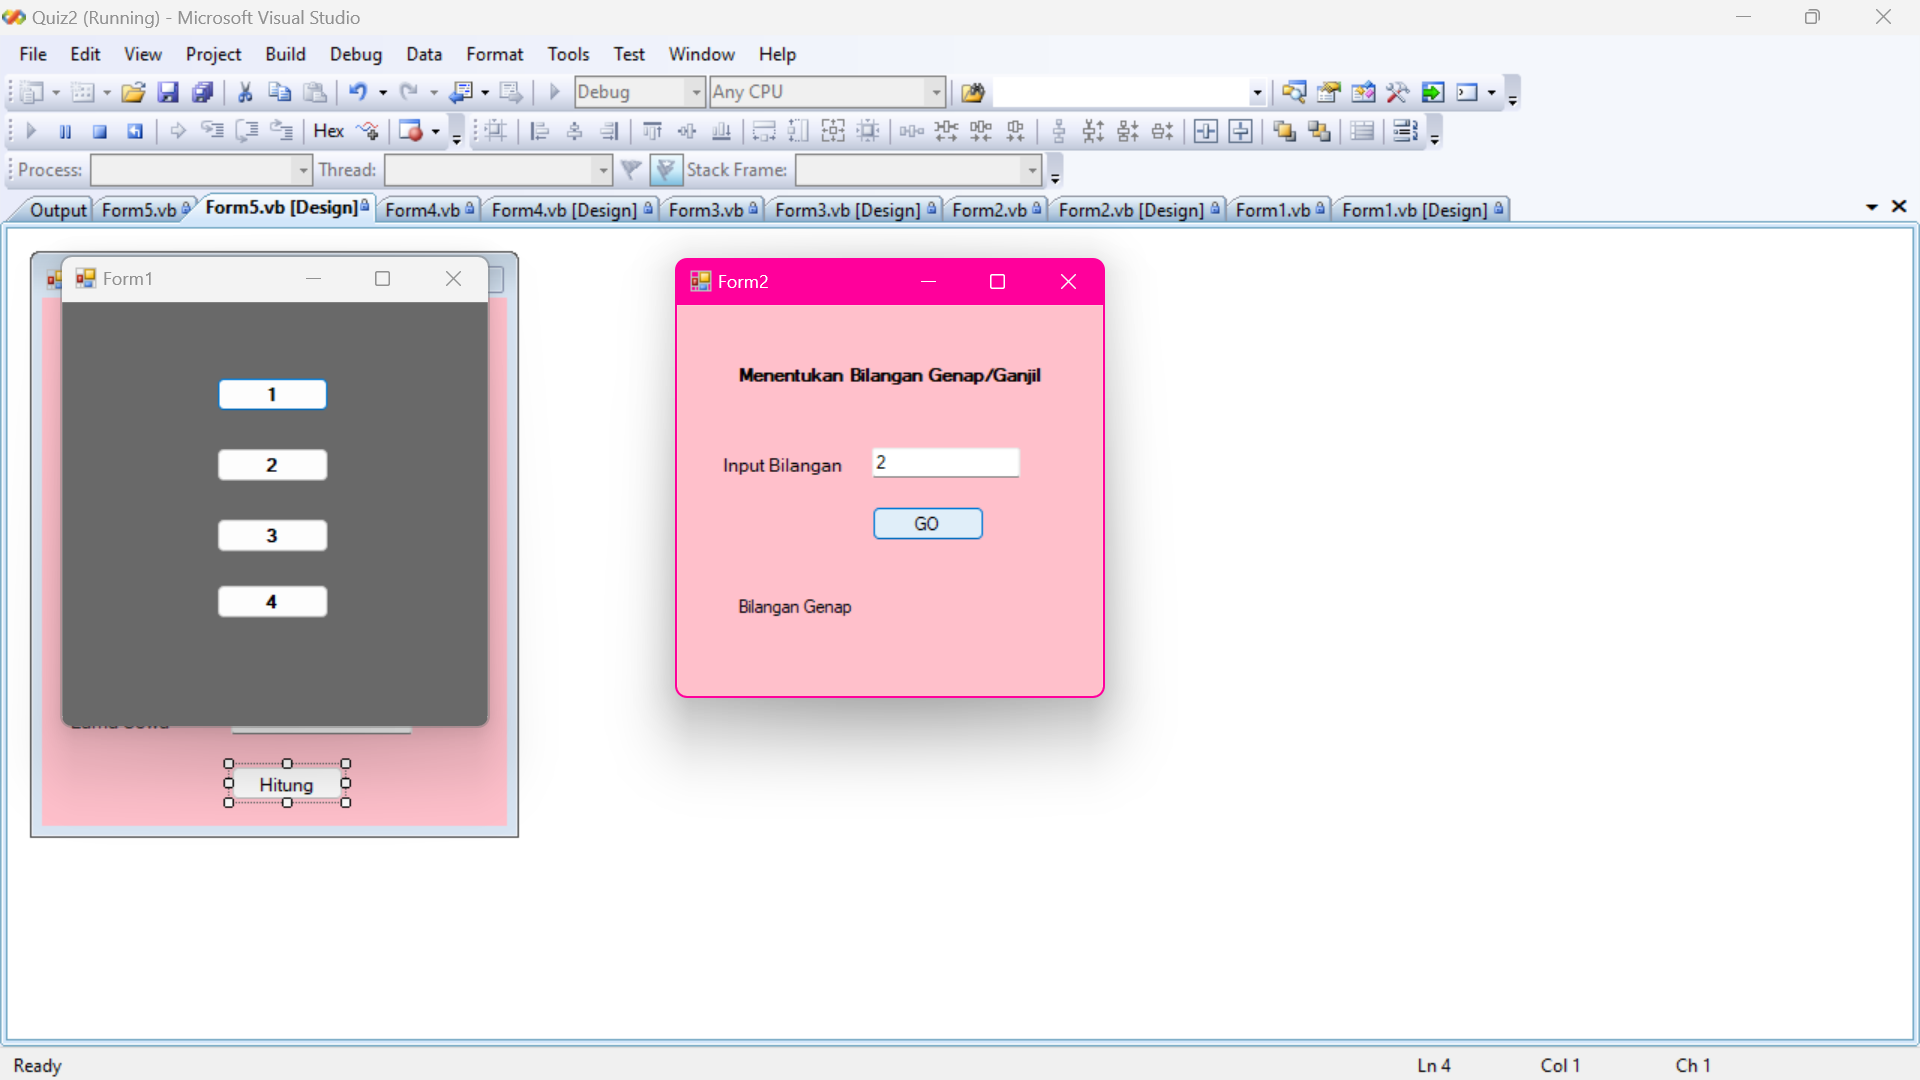 Quiz2 (Running) - Microsoft Visual Studio
File Edit View Project Build Debug Data Format Tools Test Window Help
Debug Any CPU
Hex
Process: Thread: Stack Frame:
Output Form5.vb Form5.vb [Design] Form4.vb Form4.vb [Design] Form3.vb Form3.vb [Design] Form2.vb Form2.vb [Design] Form1.vb Form1.vb [Design]
Form1
1
2
3
4
Hitung
Form2
Menentukan Bilangan Genap/Ganjil
Input Bilangan 2
GO
Bilangan Genap
Ready Ln 4 Col 1 Ch 1